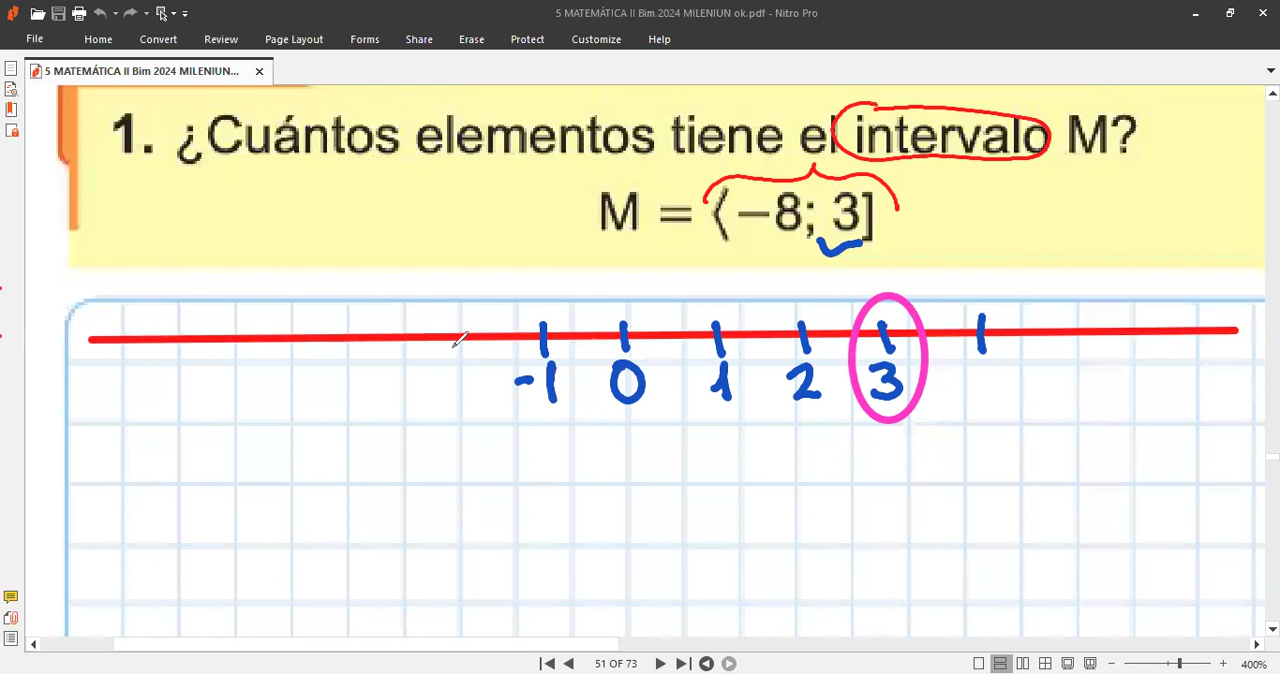 5 MATEMÁTICA II Bim 2024 MILENIUN ok.pdf - Nitro Pro
File Home Convert Review Page Layout Forms Share Erase Protect Customize Help
5 MATEMÁTICA II Bim 2024 MILENIUN... ×
1. ¿Cuántos elementos tiene el intervalo M?
M = ⟨−8; 3]
-1 0 1 2 3
51 OF 73
400%